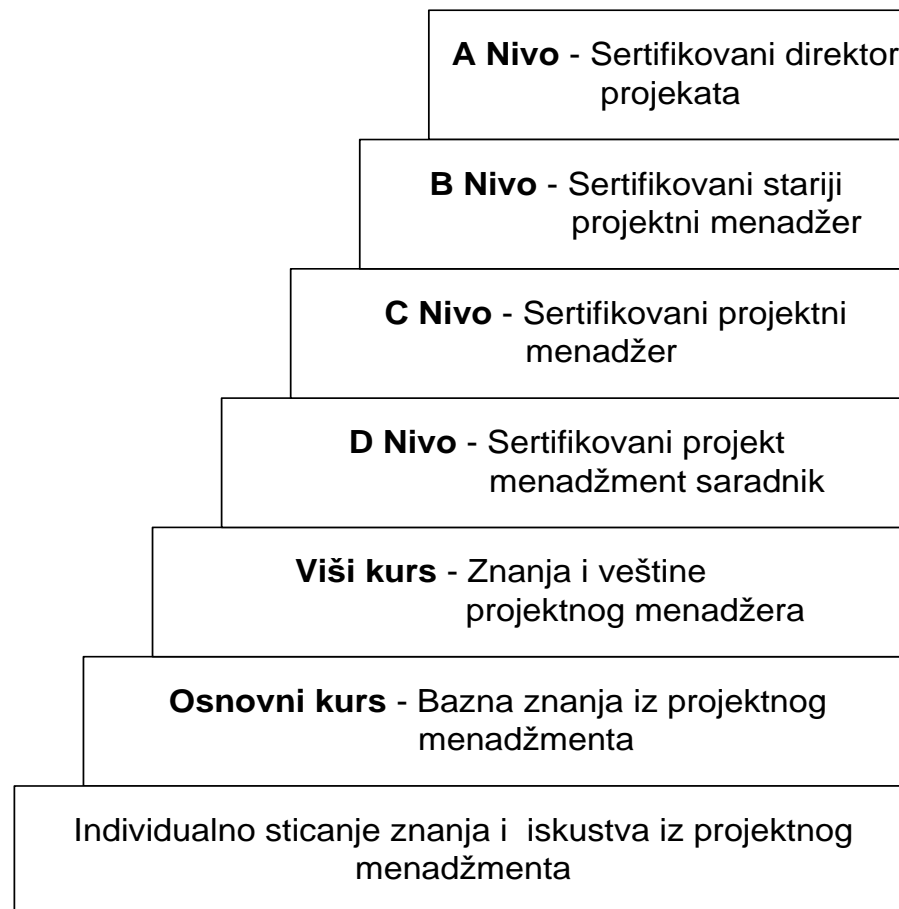 A Nivo - Sertifikovani direktor
projekata
B Nivo - Sertifikovani stariji
projektni menadžer
C Nivo - Sertifikovani projektni
menadžer
D Nivo - Sertifikovani projekt
menadžment saradnik
Viši kurs - Znanja i veštine
projektnog menadžera
Osnovni kurs - Bazna znanja iz projektnog
menadžmenta
Individualno sticanje znanja i iskustva iz projektnog
menadžmenta